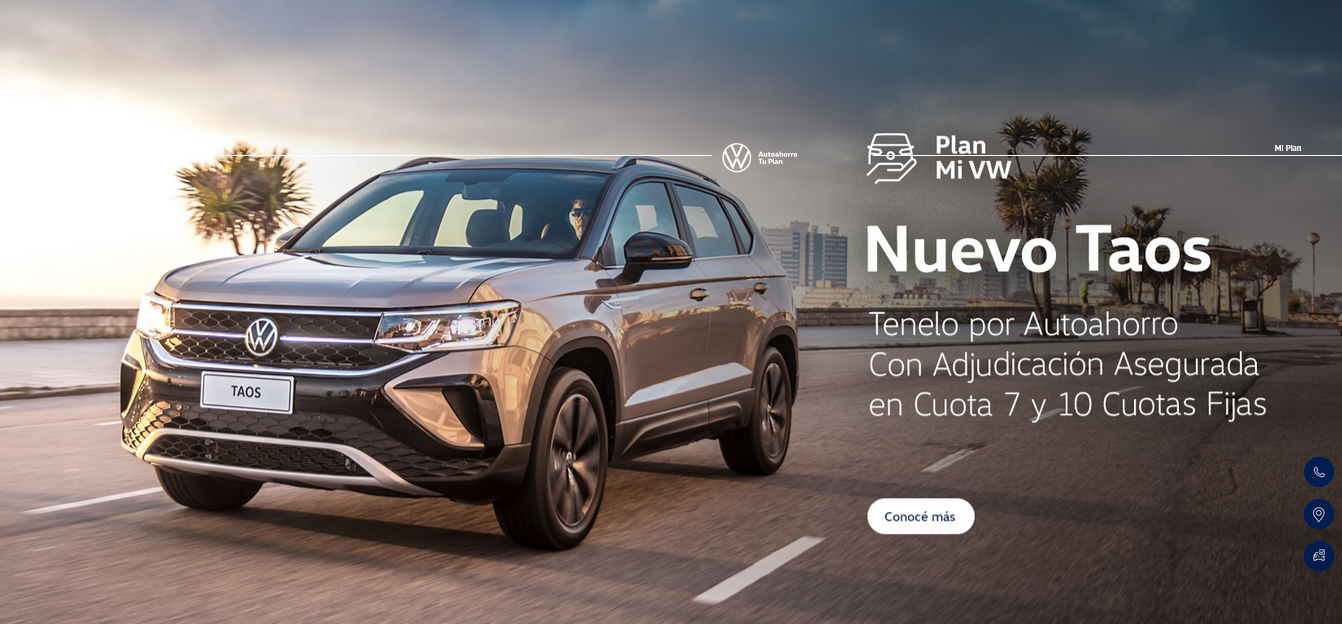 Autoahorro
Tu Plan
Plan
Mi VW
Mi Plan
Nuevo Taos
Tenelo por Autoahorro
Con Adjudicación Asegurada
en Cuota 7 y 10 Cuotas Fijas
TAOS
Conocé más